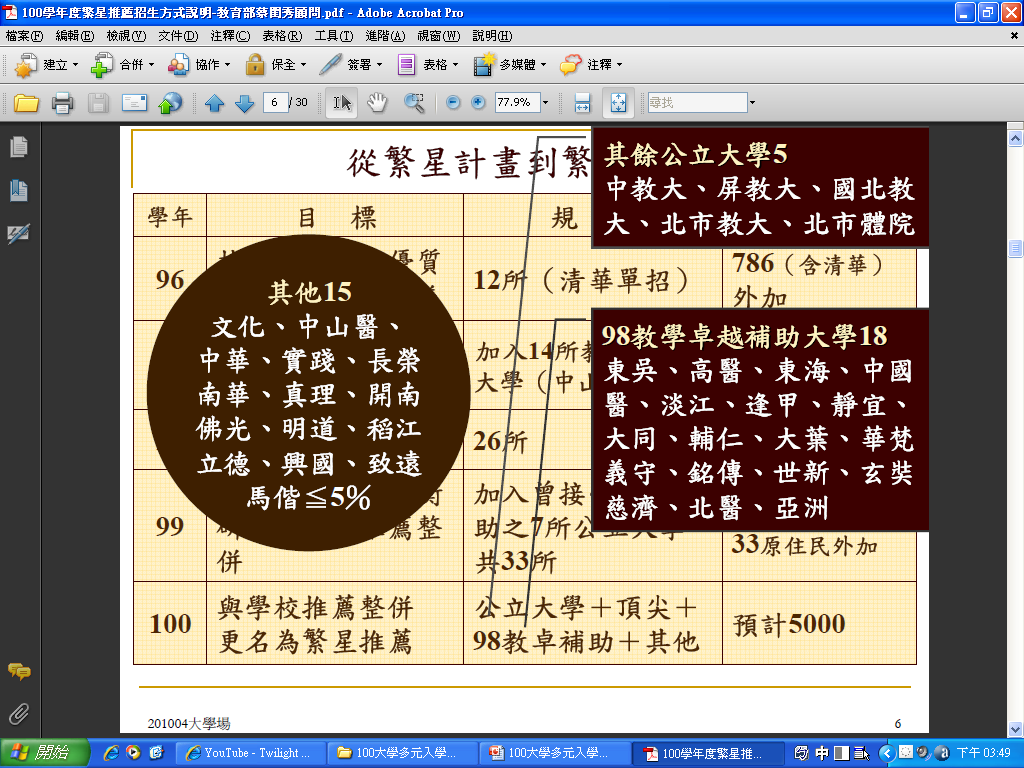 100學年度繁星推薦招生方式說明-教育部蔡閨秀顧問.pdf - Adobe Acrobat Pro
檔案(F) 編輯(E) 檢視(V) 文件(D) 注釋(C) 表格(R) 工具(T) 進階(A) 視窗(W) 說明(H)
建立 合併 協作 保全 簽署 表格 多媒體 注釋
6 / 30 77.9% 尋找
從繁星計畫到繁
其餘公立大學5
中教大、屏教大、國北教
大、北市教大、北市體院
學年 目 標 規
優質
96 12所（清華單招） 786（含清華）
外加
其他15
文化、中山醫、
中華、實踐、長榮
南華、真理、開南
佛光、明道、稻江
立德、興國、致遠
馬偕≦5%
加入14所教
大學（中山
26所
98教學卓越補助大學18
東吳、高醫、東海、中國
醫、淡江、逢甲、靜宜、
大同、輔仁、大葉、華梵
義守、銘傳、世新、玄奘
慈濟、北醫、亞洲
99 薦整
併
加入曾接
助之7所公立大學
共33所
33原住民外加
100 與學校推薦整併
更名為繁星推薦
公立大學＋頂尖＋
98教卓補助＋其他
預計5000
201004大學場 6
開始 YouTube - Twilight ... 100大學多元入學... 100大學多元入學... 100學年度繁星推... 中 下午 03:49